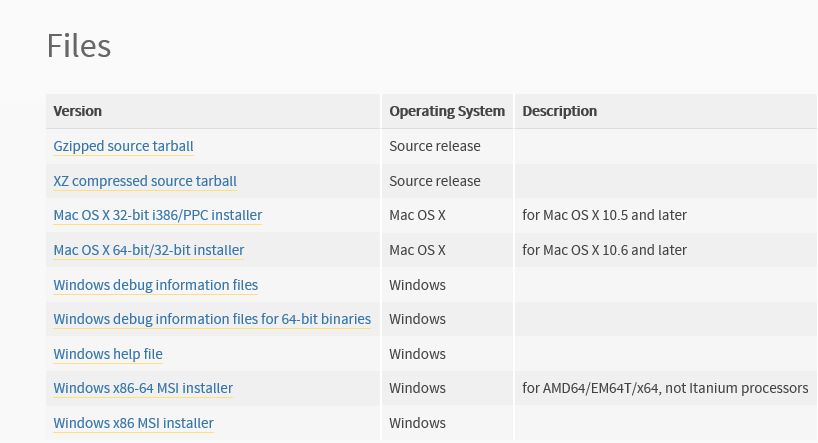 Files
Version Operating System Description
Gzipped source tarball Source release
XZ compressed source tarball Source release
Mac OS X 32-bit i386/PPC installer Mac OS X for Mac OS X 10.5 and later
Mac OS X 64-bit/32-bit installer Mac OS X for Mac OS X 10.6 and later
Windows debug information files Windows
Windows debug information files for 64-bit binaries Windows
Windows help file Windows
Windows x86-64 MSI installer Windows for AMD64/EM64T/x64, not Itanium processors
Windows x86 MSI installer Windows